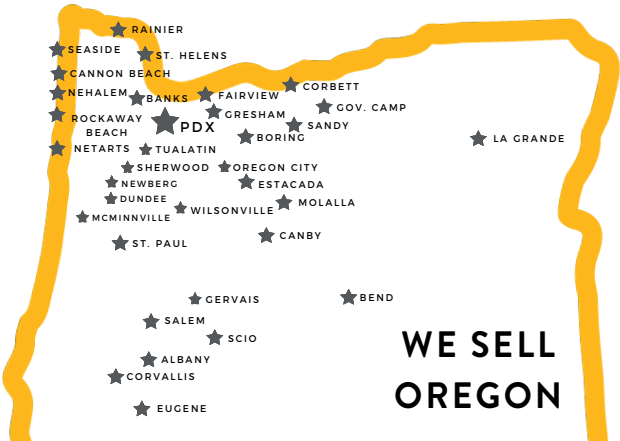 RAINIER
SEASIDE
ST. HELENS
CANNON BEACH
CORBETT
NEHALEM
BANKS
FAIRVIEW
GOV. CAMP
GRESHAM
ROCKAWAY
BEACH
PDX
SANDY
BORING
LA GRANDE
NETARTS
TUALATIN
SHERWOOD
OREGON CITY
NEWBERG
ESTACADA
DUNDEE
MOLALLA
WILSONVILLE
MCMINNVILLE
CANBY
ST. PAUL
GERVAIS
BEND
SALEM
SCIO
WE SELL
OREGON
ALBANY
CORVALLIS
EUGENE